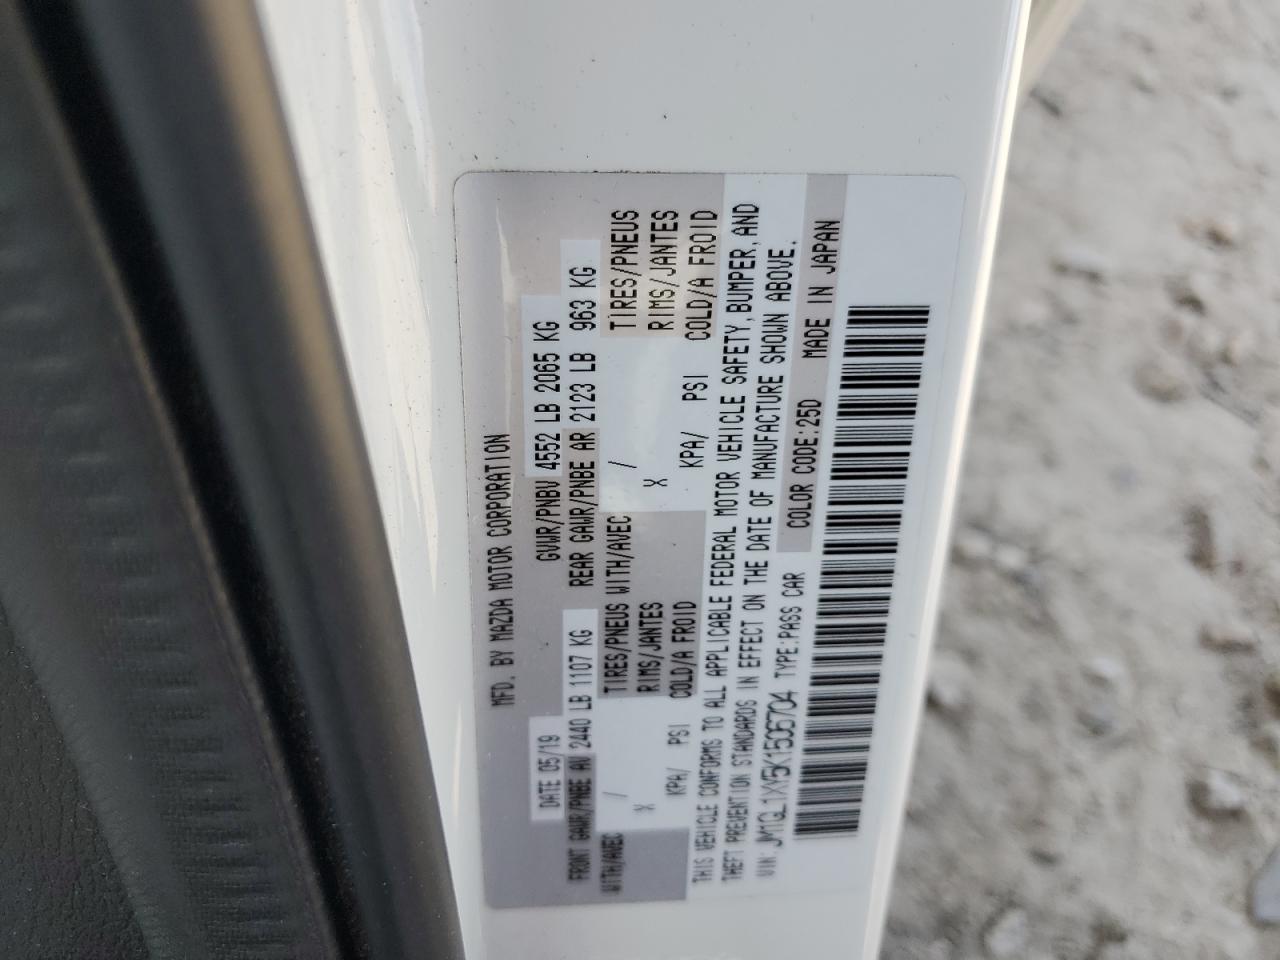 MFD. BY MAZDA MOTOR CORPORATION
DATE 05/19 GVWR/PNBV 4552 LB 2065 KG
FRONT GAWR/PNBE AV 2440 LB 1107 KG REAR GAWR/PNBE AR 2123 LB 963 KG
WITH/AVEC / TIRES/PNEUS WITH/AVEC / TIRES/PNEUS
X RIMS/JANTES X RIMS/JANTES
KPA/ PSI COLD/A FROID KPA/ PSI COLD/A FROID
THIS VEHICLE CONFORMS TO ALL APPLICABLE FEDERAL MOTOR VEHICLE SAFETY, BUMPER, AND
THEFT PREVENTION STANDARDS IN EFFECT ON THE DATE OF MANUFACTURE SHOWN ABOVE.
VIN: JM1GL1XY5K1506704 TYPE:PASS CAR COLOR CODE:25D MADE IN JAPAN